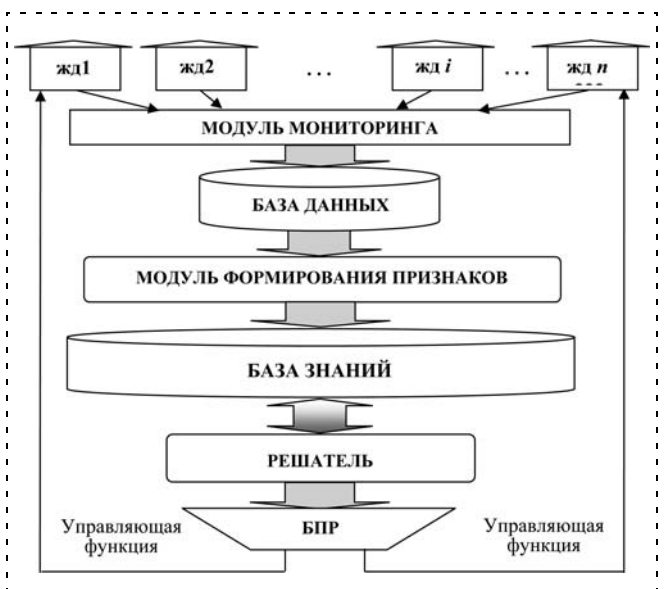 жд1 жд2 ... жд i ... жд n
МОДУЛЬ МОНИТОРИНГА
БАЗА ДАННЫХ
МОДУЛЬ ФОРМИРОВАНИЯ ПРИЗНАКОВ
БАЗА ЗНАНИЙ
РЕШАТЕЛЬ
БПР
Управляющая
функция
Управляющая
функция